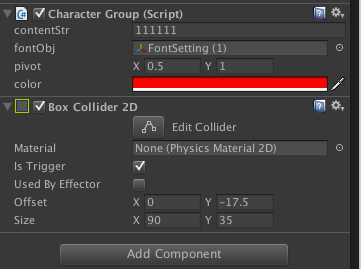 Character Group (Script)
contentStr 111111
fontObj FontSetting (1)
pivot X 0.5 Y 1
color
Box Collider 2D
Edit Collider
Material None (Physics Material 2D)
Is Trigger
Used By Effector
Offset X 0 Y -17.5
Size X 90 Y 35
Add Component